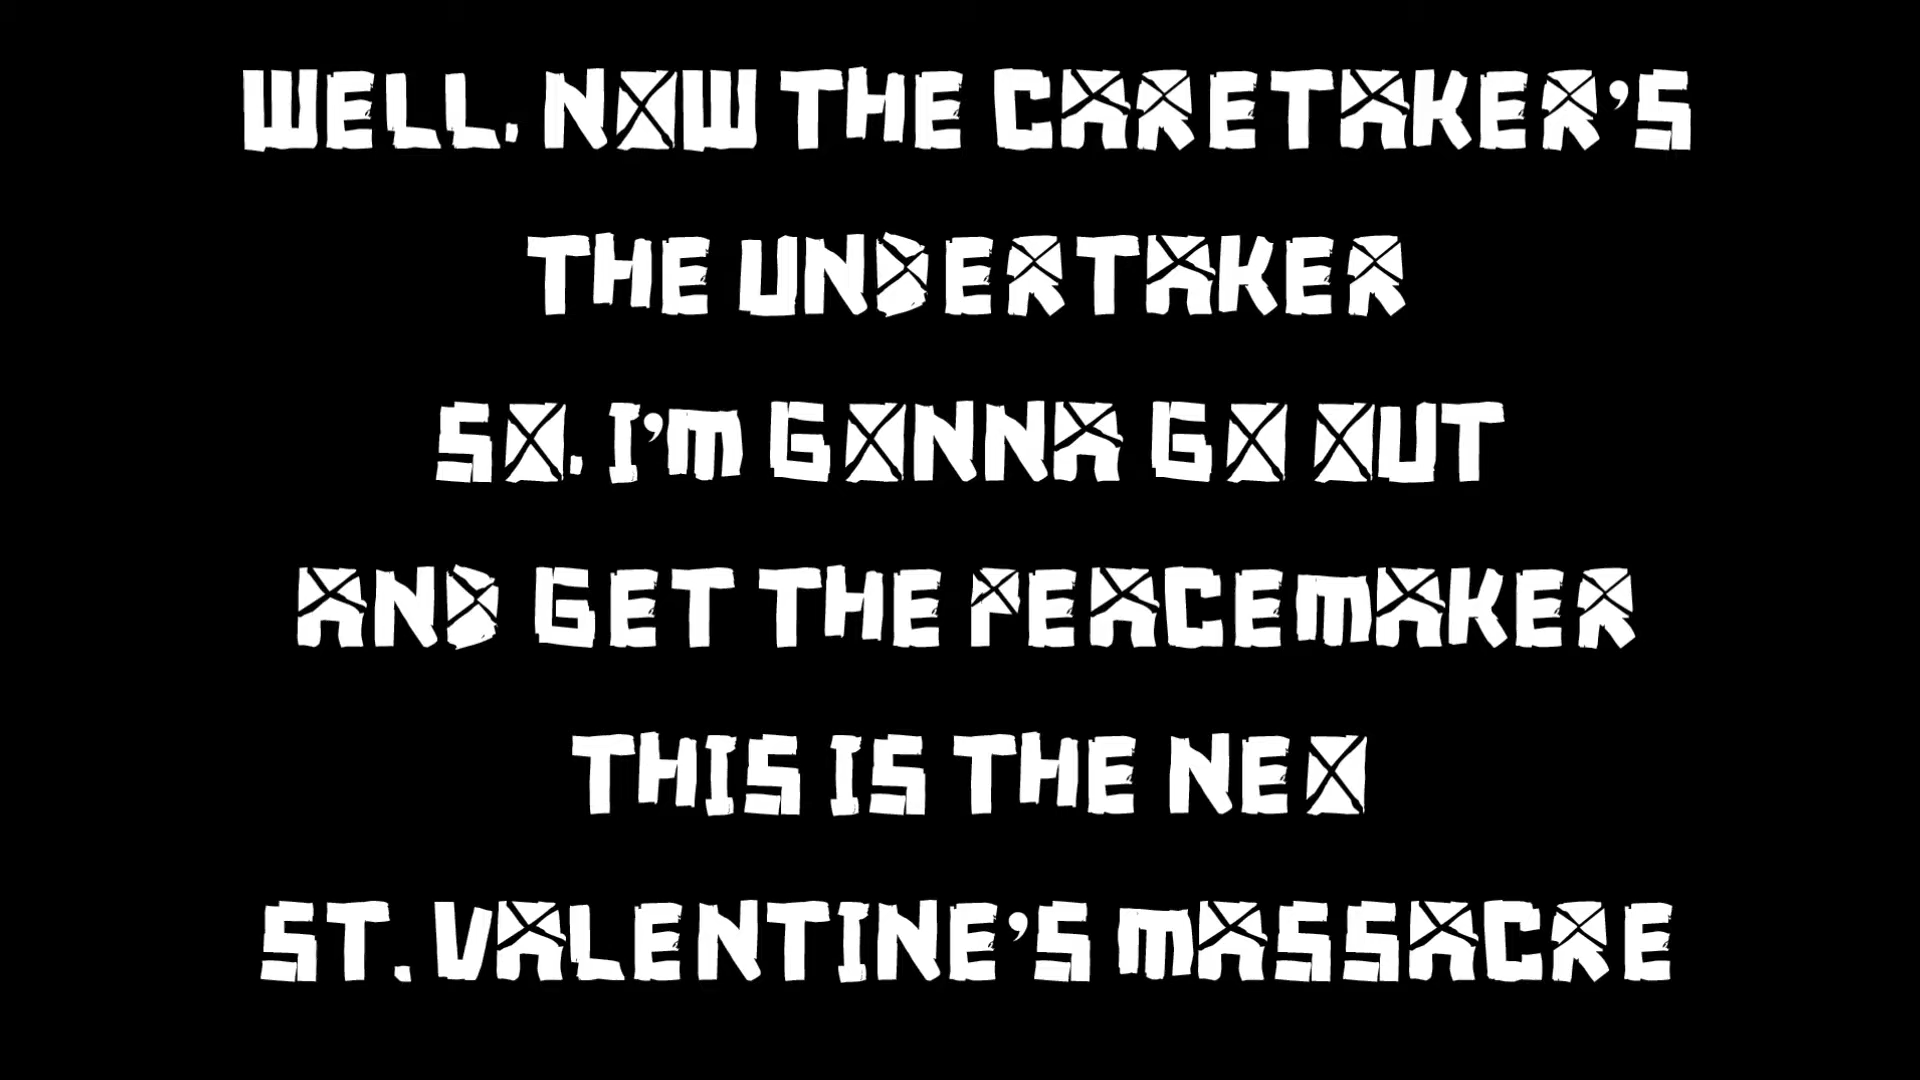 WELL, NOW THE CARETAKER’S
THE UNDERTAKER
SO, I’M GONNA GO OUT
AND GET THE PEACEMAKER
THIS IS THE NEO
ST. VALENTINE’S MASSACRE